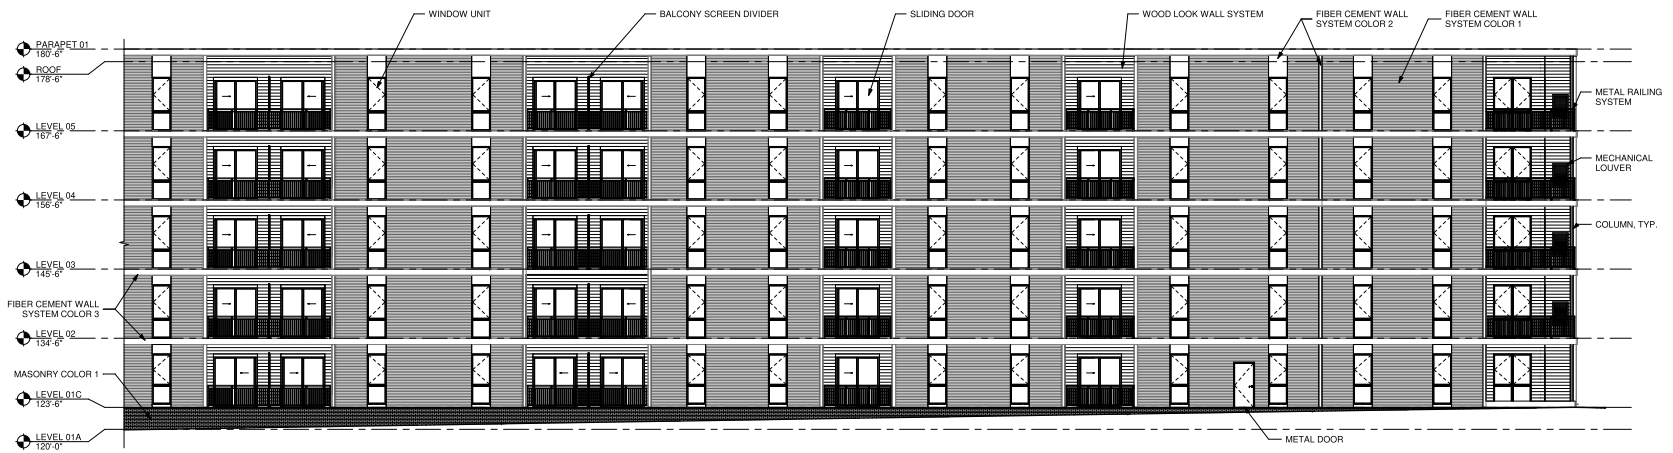 WINDOW UNIT
BALCONY SCREEN DIVIDER
SLIDING DOOR
WOOD LOOK WALL SYSTEM
FIBER CEMENT WALL
SYSTEM COLOR 2
FIBER CEMENT WALL
SYSTEM COLOR 1
PARAPET 01
180'-6"
ROOF
178'-6"
METAL RAILING
SYSTEM
LEVEL 05
167'-6"
MECHANICAL
LOUVER
LEVEL 04
156'-6"
COLUMN, TYP.
LEVEL 03
145'-6"
FIBER CEMENT WALL
SYSTEM COLOR 3
LEVEL 02
134'-6"
MASONRY COLOR 1
LEVEL 01C
123'-6"
LEVEL 01A
120'-0"
METAL DOOR